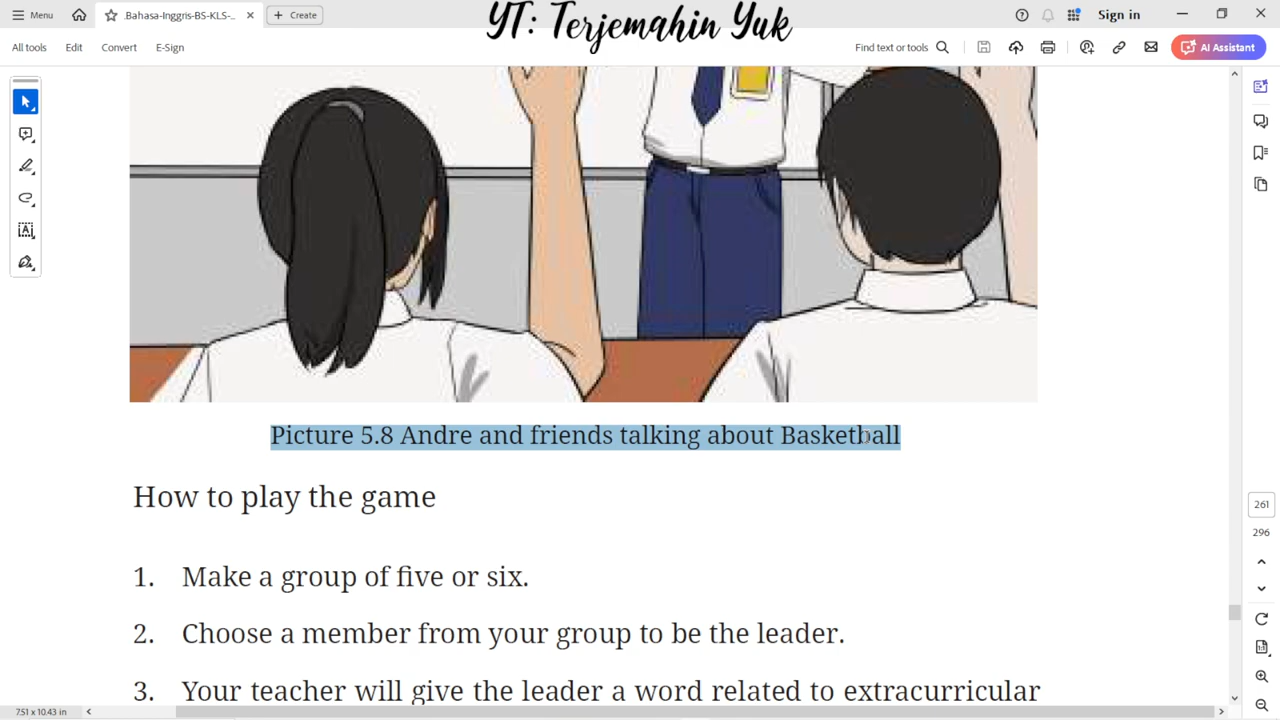 Menu
.Bahasa-Inggris-BS-KLS-...
Create
YT: Terjemahin Yuk
Sign in
All tools
Edit
Convert
E-Sign
Find text or tools
AI Assistant
Picture 5.8 Andre and friends talking about Basketball
How to play the game
1. Make a group of five or six.
2. Choose a member from your group to be the leader.
3. Your teacher will give the leader a word related to extracurricular
261
296
7.51 x 10.43 in